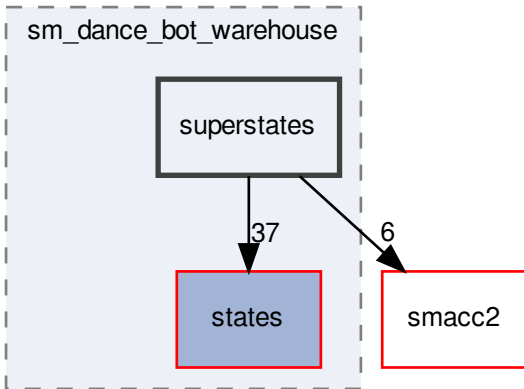 sm_dance_bot_warehouse
superstates
37
6
states
smacc2